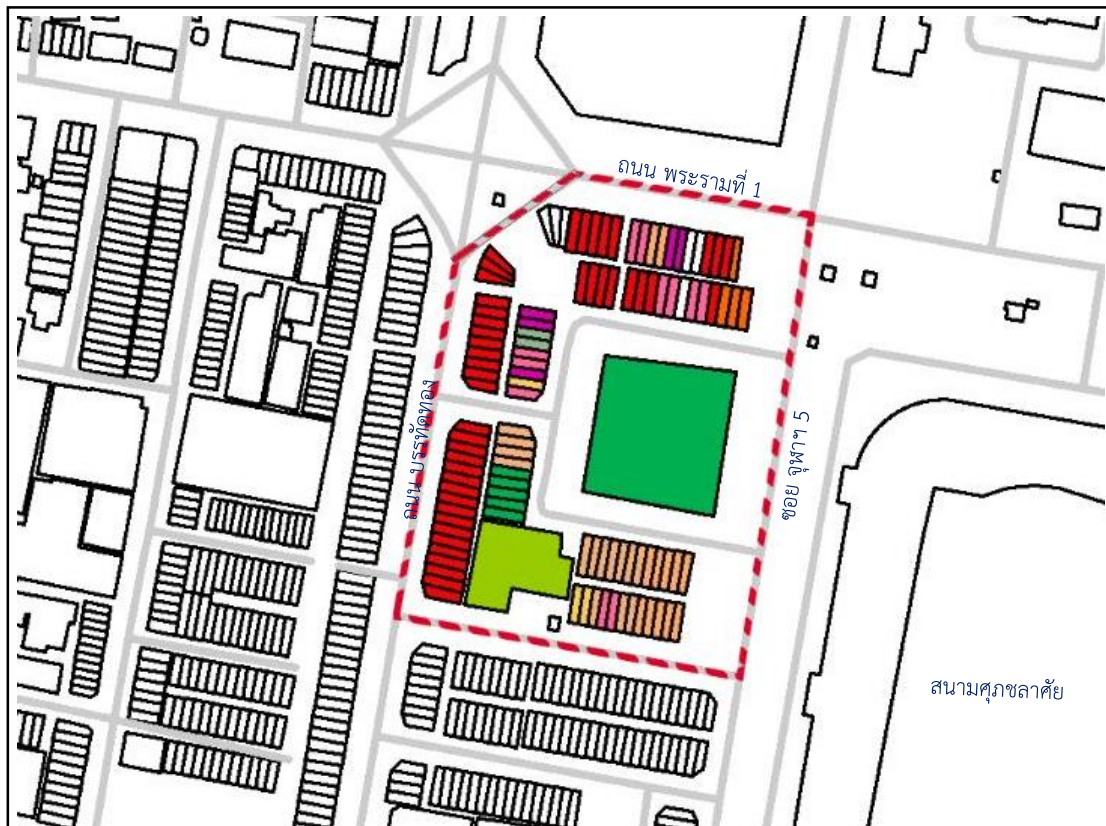 ถนน พระรามที่ 1
ถนน บรรทัดทอง
ซอย จุฬาฯ 5
สนามศุภชลาศัย